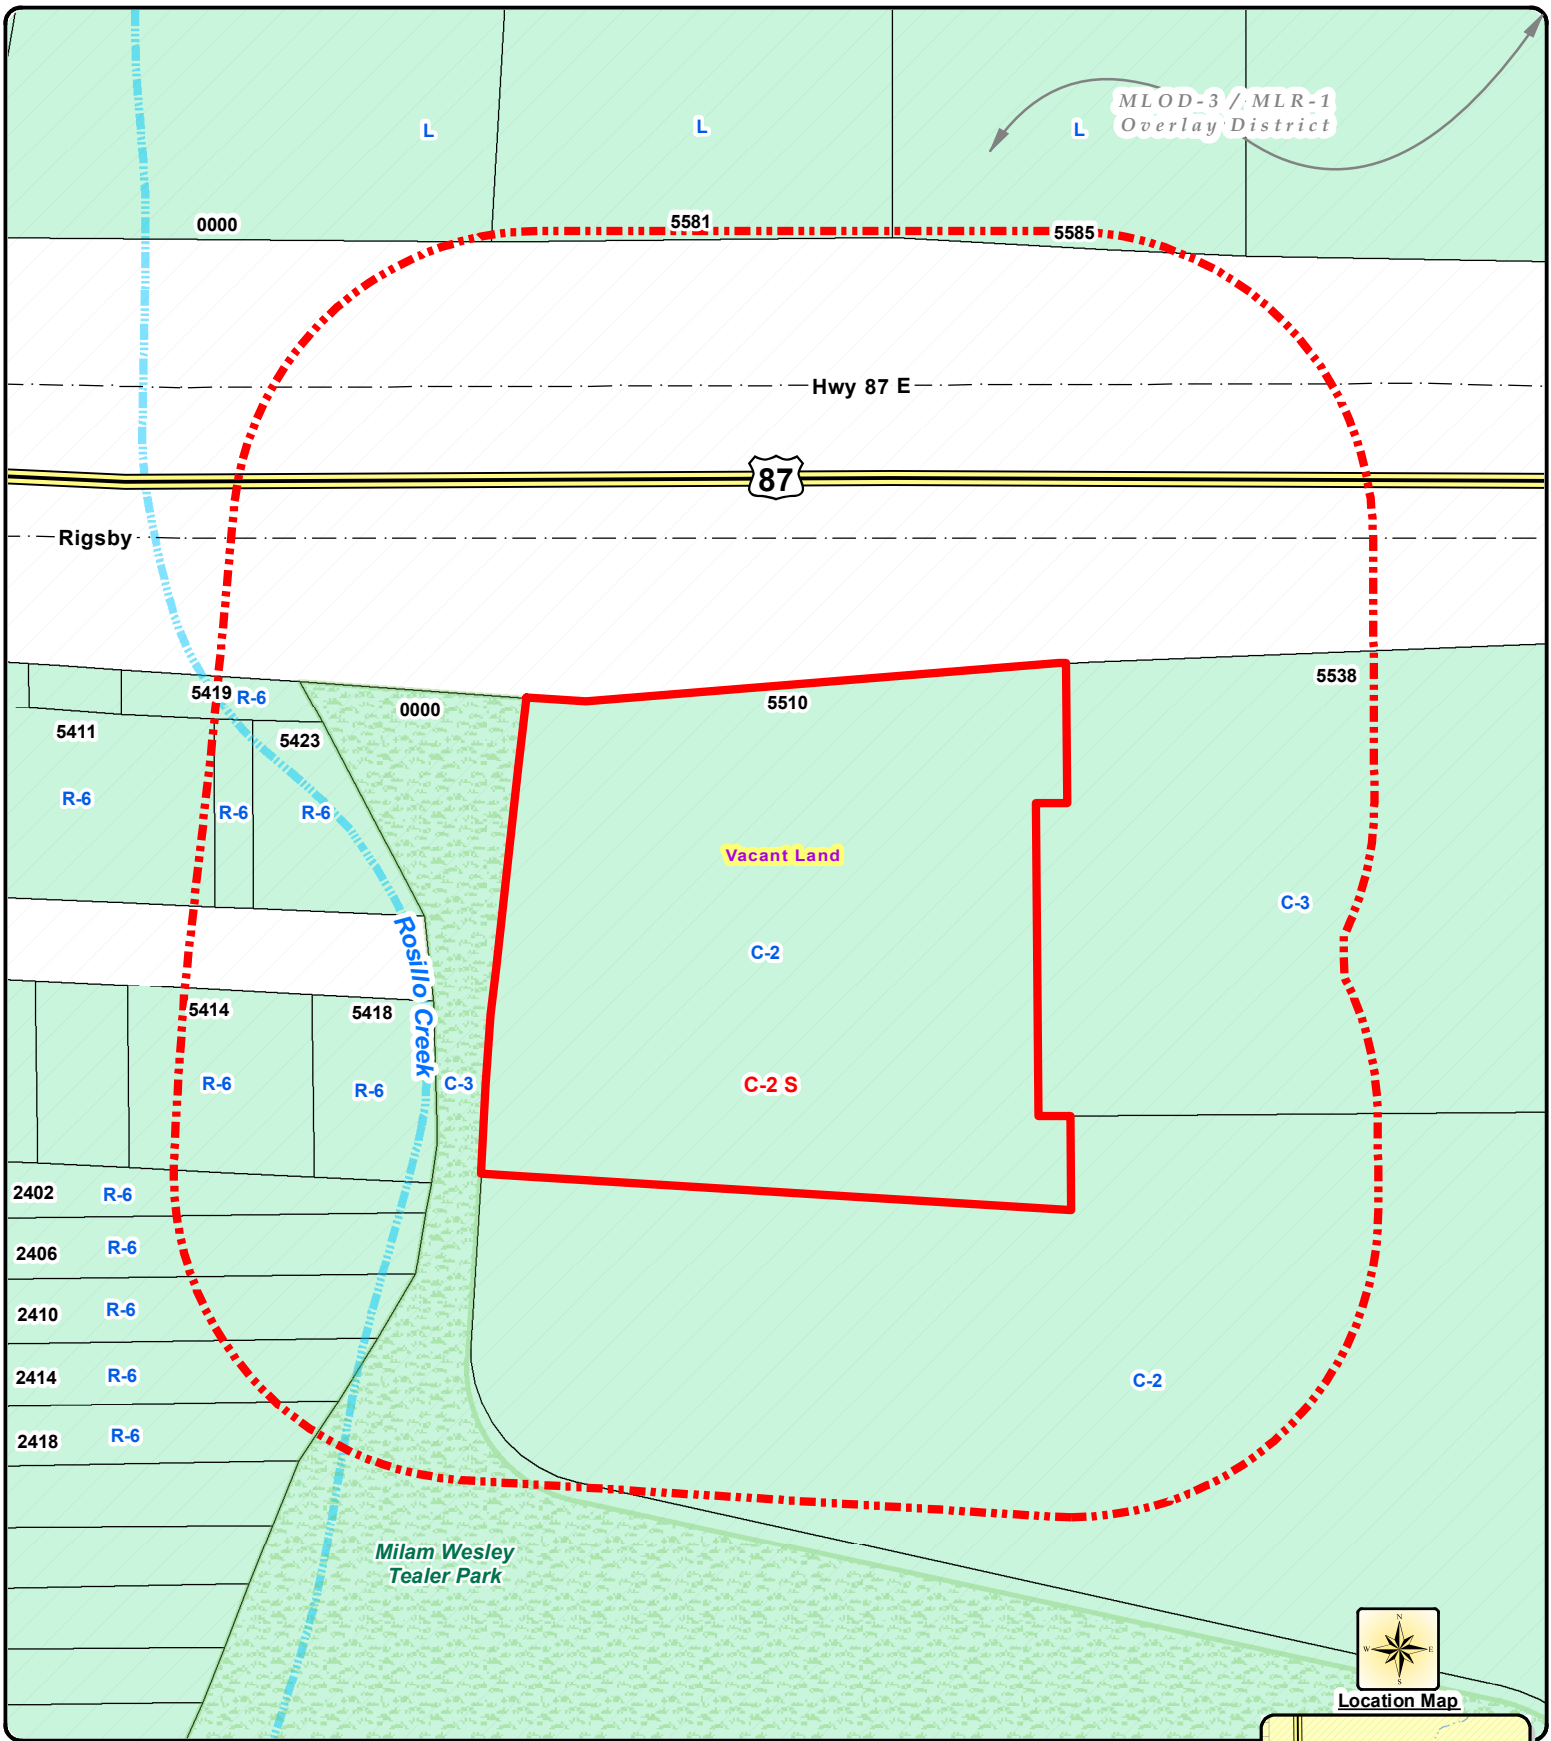 MLOD-3 / MLR-1
Overlay District
L
L
L
0000
5581
5585
Hwy 87 E
87
Rigsby
5419
R-6
0000
5510
5538
5411
5423
R-6
R-6
R-6
Vacant Land
C-3
C-2
Rosillo Creek
5414
5418
R-6
R-6
C-3
C-2 S
2402
R-6
2406
R-6
2410
R-6
2414
R-6
C-2
2418
R-6
Milam Wesley
Tealer Park
N
W
E
S
Location Map